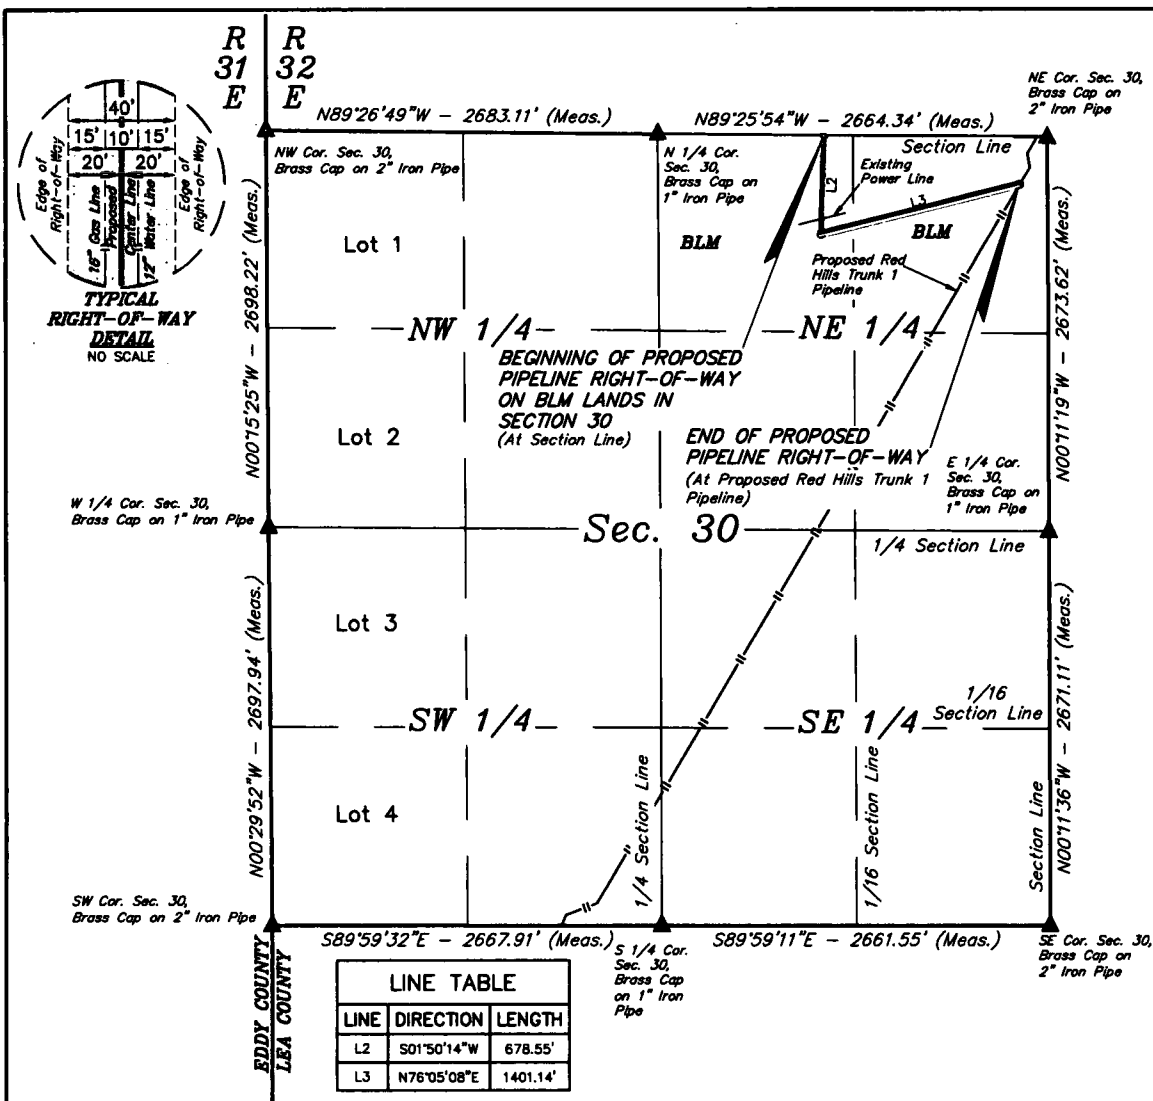 R R
31 32
E E
NE Cor. Sec. 30,
Brass Cap on
2" Iron Pipe
N89°26'49"W - 2683.11' (Meas.)
N89°25'54"W - 2664.34' (Meas.)
Section Line
40'
15' 10' 15'
20' 20'
Edge of
Right-of-Way
16" Gas Line
Proposed
Center Line
12" Water Line
Edge of
Right-of-Way
TYPICAL
RIGHT-OF-WAY
DETAIL
NO SCALE
NW Cor. Sec. 30,
Brass Cap on 2" Iron Pipe
N 1/4 Cor.
Sec. 30,
Brass Cap on
1" Iron Pipe
Existing
Power Line
L2
L3
BLM
BLM
Lot 1
Proposed Red
Hills Trunk 1
Pipeline
N00°15'25"W - 2698.22' (Meas.)
N00°11'19"W - 2673.62' (Meas.)
NW 1/4
NE 1/4
BEGINNING OF PROPOSED
PIPELINE RIGHT-OF-WAY
ON BLM LANDS IN
SECTION 30
(At Section Line)
Lot 2
END OF PROPOSED
PIPELINE RIGHT-OF-WAY
(At Proposed Red Hills Trunk 1
Pipeline)
E 1/4 Cor.
Sec. 30,
Brass Cap on
1" Iron Pipe
W 1/4 Cor. Sec. 30,
Brass Cap on 1" Iron Pipe
Sec. 30
1/4 Section Line
Lot 3
N00°29'52"W - 2697.94' (Meas.)
N00°11'36"W - 2671.11' (Meas.)
1/16
Section Line
SW 1/4
SE 1/4
Lot 4
1/4 Section Line
1/16 Section Line
Section Line
SW Cor. Sec. 30,
Brass Cap on 2" Iron Pipe
S89°59'32"E - 2667.91' (Meas.)
S89°59'11"E - 2661.55' (Meas.)
S 1/4 Cor.
Sec. 30,
Brass Cap
on 1" Iron
Pipe
SE Cor. Sec. 30,
Brass Cap on
2" Iron Pipe
EDDY COUNTY
LEA COUNTY
LINE TABLE
LINE DIRECTION LENGTH
L2 S01°50'14"W 678.55'
L3 N76°05'08"E 1401.14'